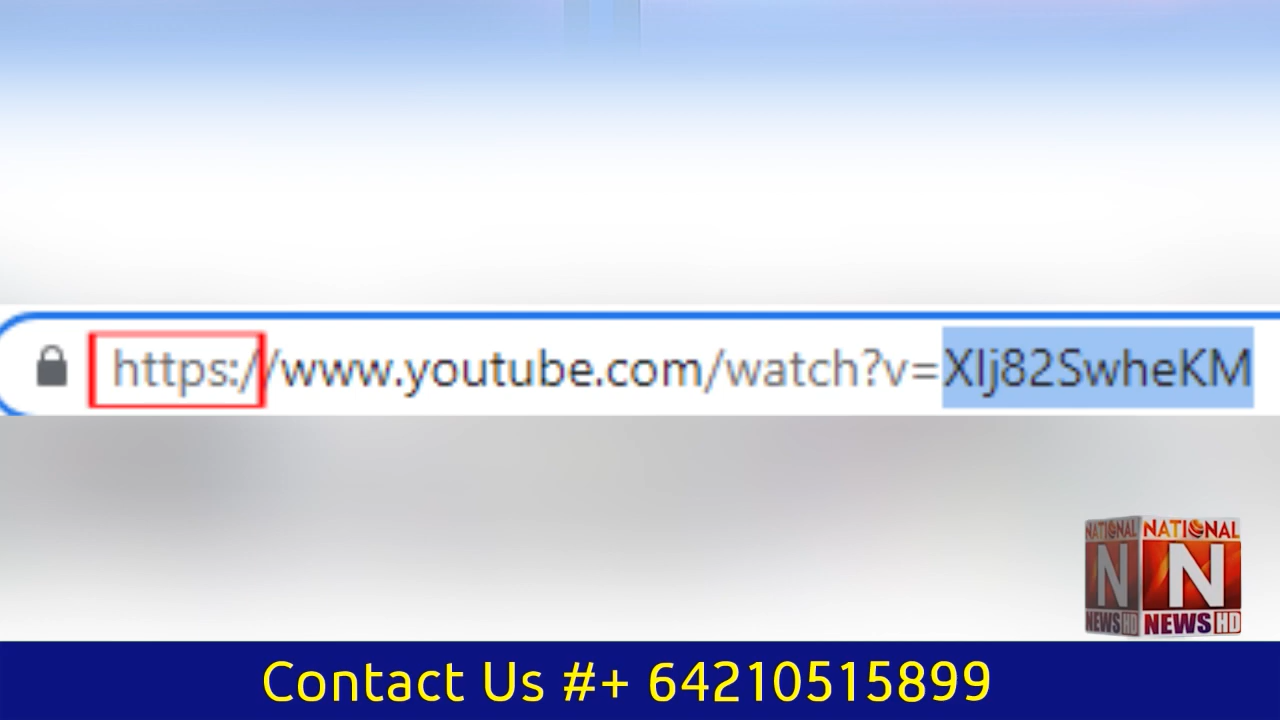 https://www.youtube.com/watch?v=XIj82SwheKM
NATIONAL NATIONAL
N N
NEWS HD NEWS HD
Contact Us #+ 64210515899